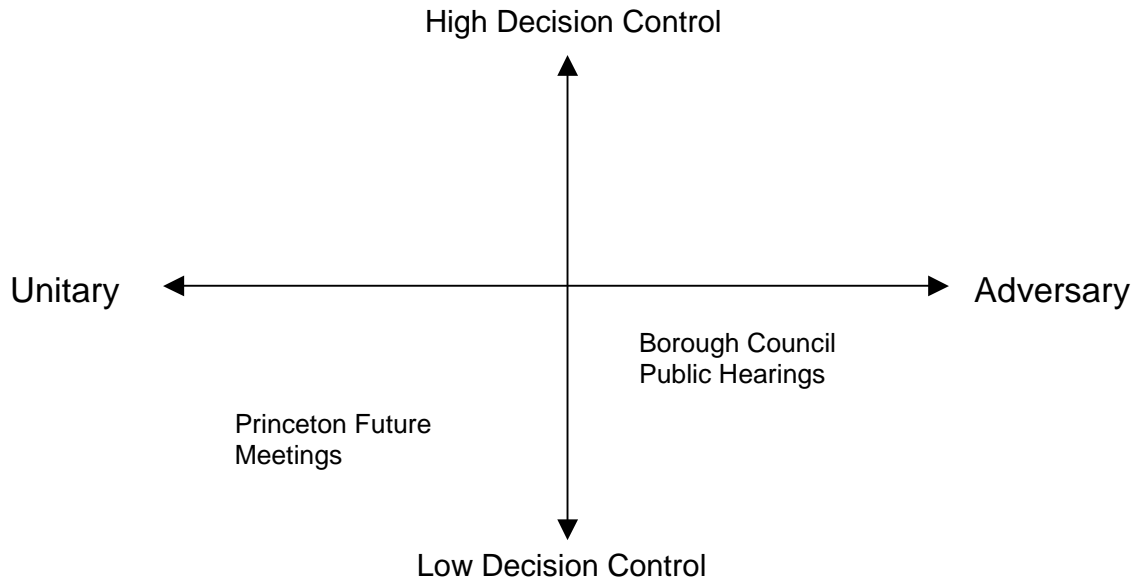 High Decision Control
Unitary
Adversary
Borough Council
Public Hearings
Princeton Future
Meetings
Low Decision Control